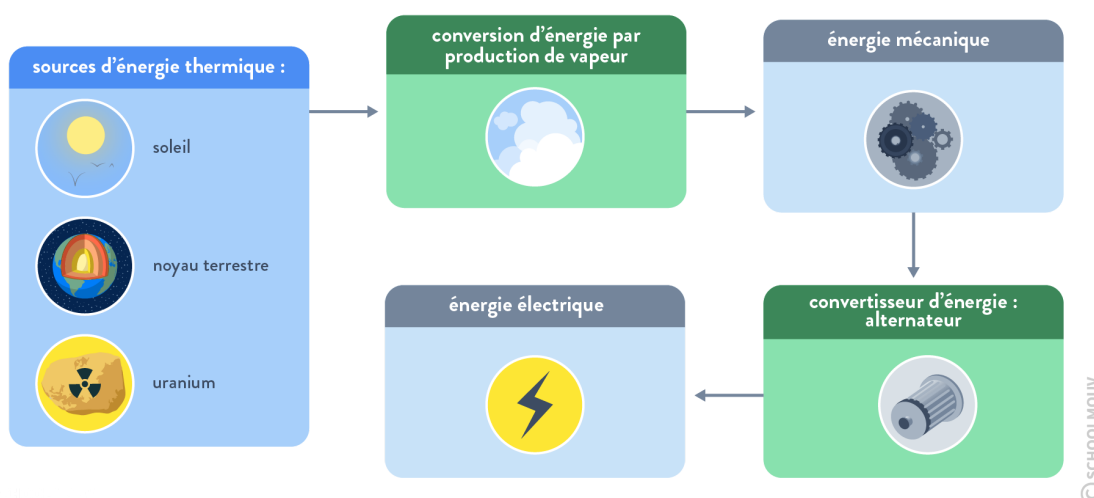 sources d’énergie thermique :
soleil
noyau terrestre
uranium
conversion d’énergie par
production de vapeur
énergie mécanique
convertisseur d’énergie :
alternateur
énergie électrique
© SCHOOLMOUV